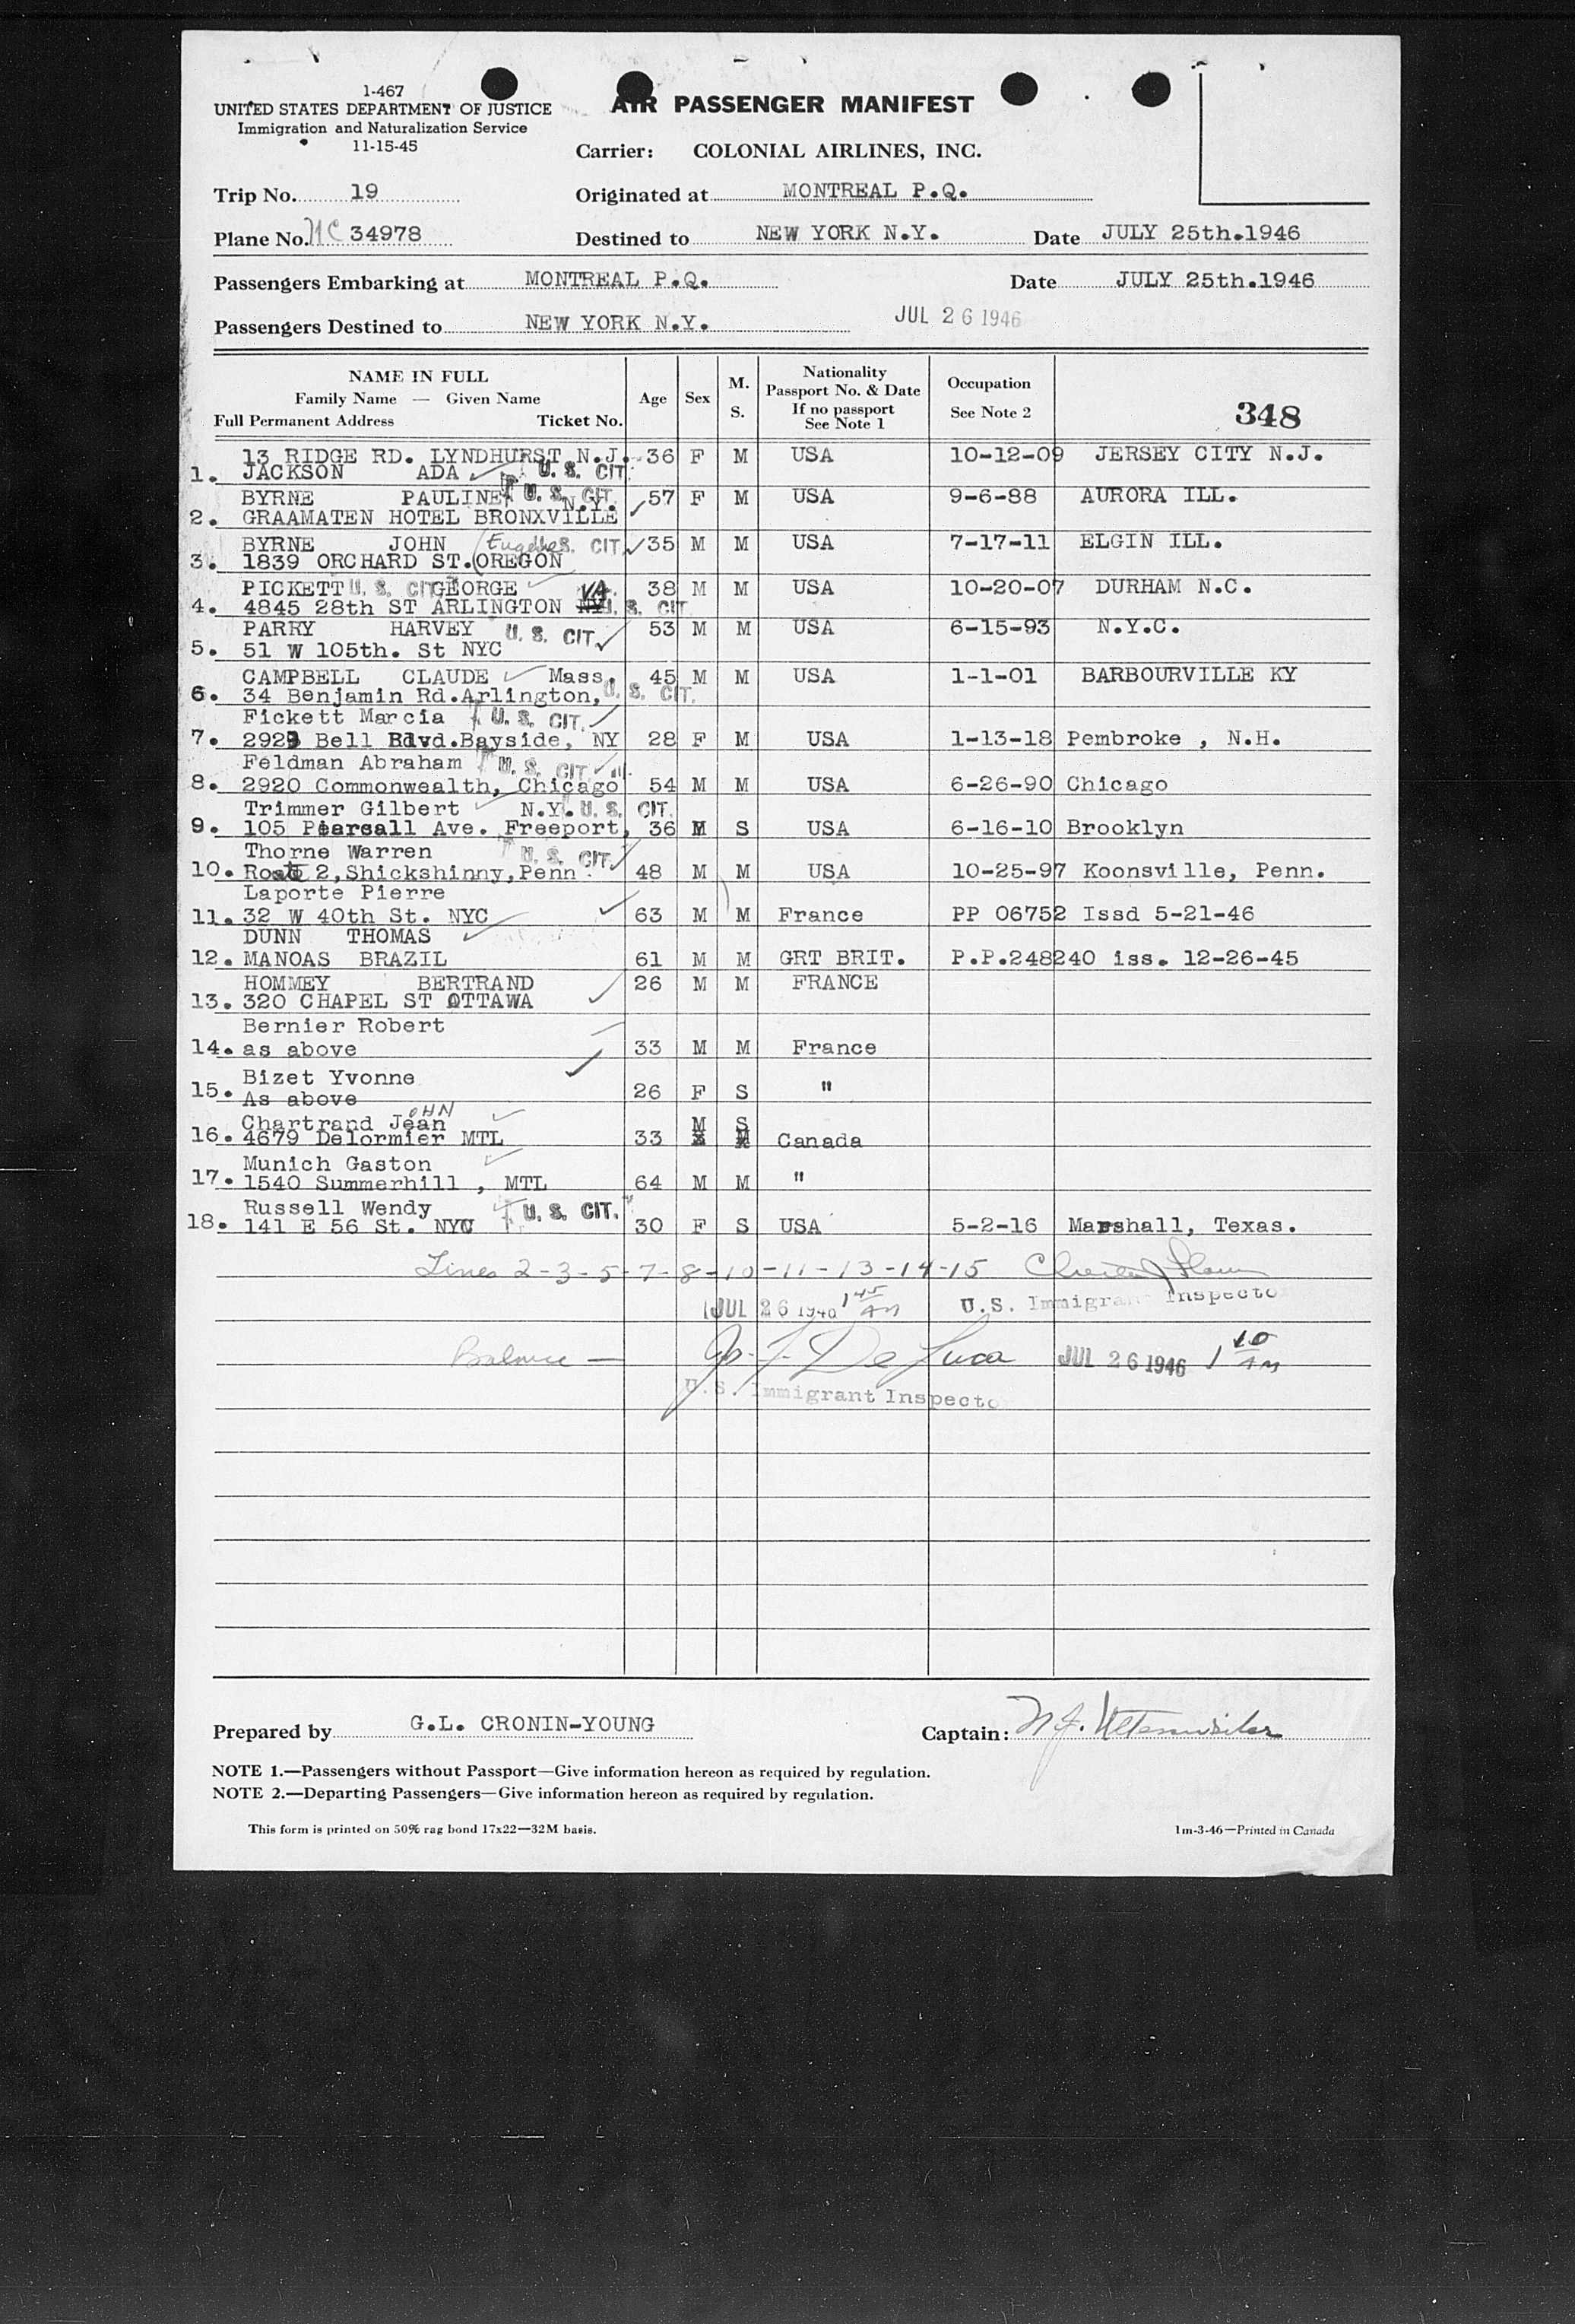 1-467
UNITED STATES DEPARTMENT OF JUSTICE
Immigration and Naturalization Service
11-15-45
AIR PASSENGER MANIFEST
Carrier: COLONIAL AIRLINES, INC.
Trip No. 19 Originated at MONTREAL P.Q.
Plane No. NC 34978 Destined to NEW YORK N.Y. Date JULY 25th.1946
Passengers Embarking at MONTREAL P.Q. Date JULY 25th.1946
Passengers Destined to NEW YORK N.Y. JUL 26 1946
NAME IN FULL
Family Name — Given Name
Full Permanent Address Ticket No.
Age Sex M. S.
Nationality
Passport No. & Date
If no passport
See Note 1
Occupation
See Note 2
348
13 RIDGE RD. LYNDHURST N.J. 36 F M USA 10-12-09 JERSEY CITY N.J.
1. JACKSON ADA U. S. CIT.
BYRNE PAULINE U. S. CIT. N.Y. 57 F M USA 9-6-88 AURORA ILL.
2. GRAAMATEN HOTEL BRONXVILLE
BYRNE JOHN S. CIT. 35 M M USA 7-17-11 ELGIN ILL.
3. 1839 ORCHARD ST. OREGON
PICKETT U. S. CIT. GEORGE VA. 38 M M USA 10-20-07 DURHAM N.C.
4. 4845 28th ST ARLINGTON U. S. CIT.
PARRY HARVEY U. S. CIT. 53 M M USA 6-15-93 N.Y.C.
5. 51 W 105th. St NYC
CAMPBELL CLAUDE Mass. 45 M M USA 1-1-01 BARBOURVILLE KY
6. 34 Benjamin Rd.Arlington, U. S. CIT.
Fickett Marcia U. S. CIT.
7. 2929 Bell Blvd.Bayside, NY 28 F M USA 1-13-18 Pembroke , N.H.
Feldman Abraham U. S. CIT. Ill.
8. 2920 Commonwealth, Chicago 54 M M USA 6-26-90 Chicago
Trimmer Gilbert N.Y. U. S. CIT.
9. 105 Pearsall Ave. Freeport, 36 M S USA 6-16-10 Brooklyn
Thorne Warren U. S. CIT.
10. 2,Shickshinny,Penn 48 M M USA 10-25-97 Koonsville, Penn.
Laporte Pierre
11. 32 W 40th St. NYC 63 M M France PP 06752 Issd 5-21-46
DUNN THOMAS
12. MANOAS BRAZIL 61 M M GRT BRIT. P.P.248240 iss. 12-26-45
HOMMEY BERTRAND 26 M M FRANCE
13. 320 CHAPEL ST OTTAWA
Bernier Robert
14. as above 33 M M France
Bizet Yvonne
15. As above 26 F S "
OHN
Chartrand Jean M S
16. 4679 Delormier MTL 33 Canada
Munich Gaston
17. 1540 Summerhill , MTL 64 M M "
Russell Wendy U. S. CIT.
18. 141 E 56 St. NYC 30 F S USA 5-2-16 Marshall, Texas.
Lines 2-3-5-7-8-10-11-13-14-15
JUL 26 1946 1 45 AM U.S. Immigrant Inspecto
Balance — De Luca JUL 26 1946 1 10 AM
U.S. Immigrant Inspecto
Prepared by G.L. CRONIN-YOUNG Captain:
NOTE 1.—Passengers without Passport—Give information hereon as required by regulation.
NOTE 2.—Departing Passengers—Give information hereon as required by regulation.
This form is printed on 50% rag bond 17x22—32M basis. 1m-3-46—Printed in Canada